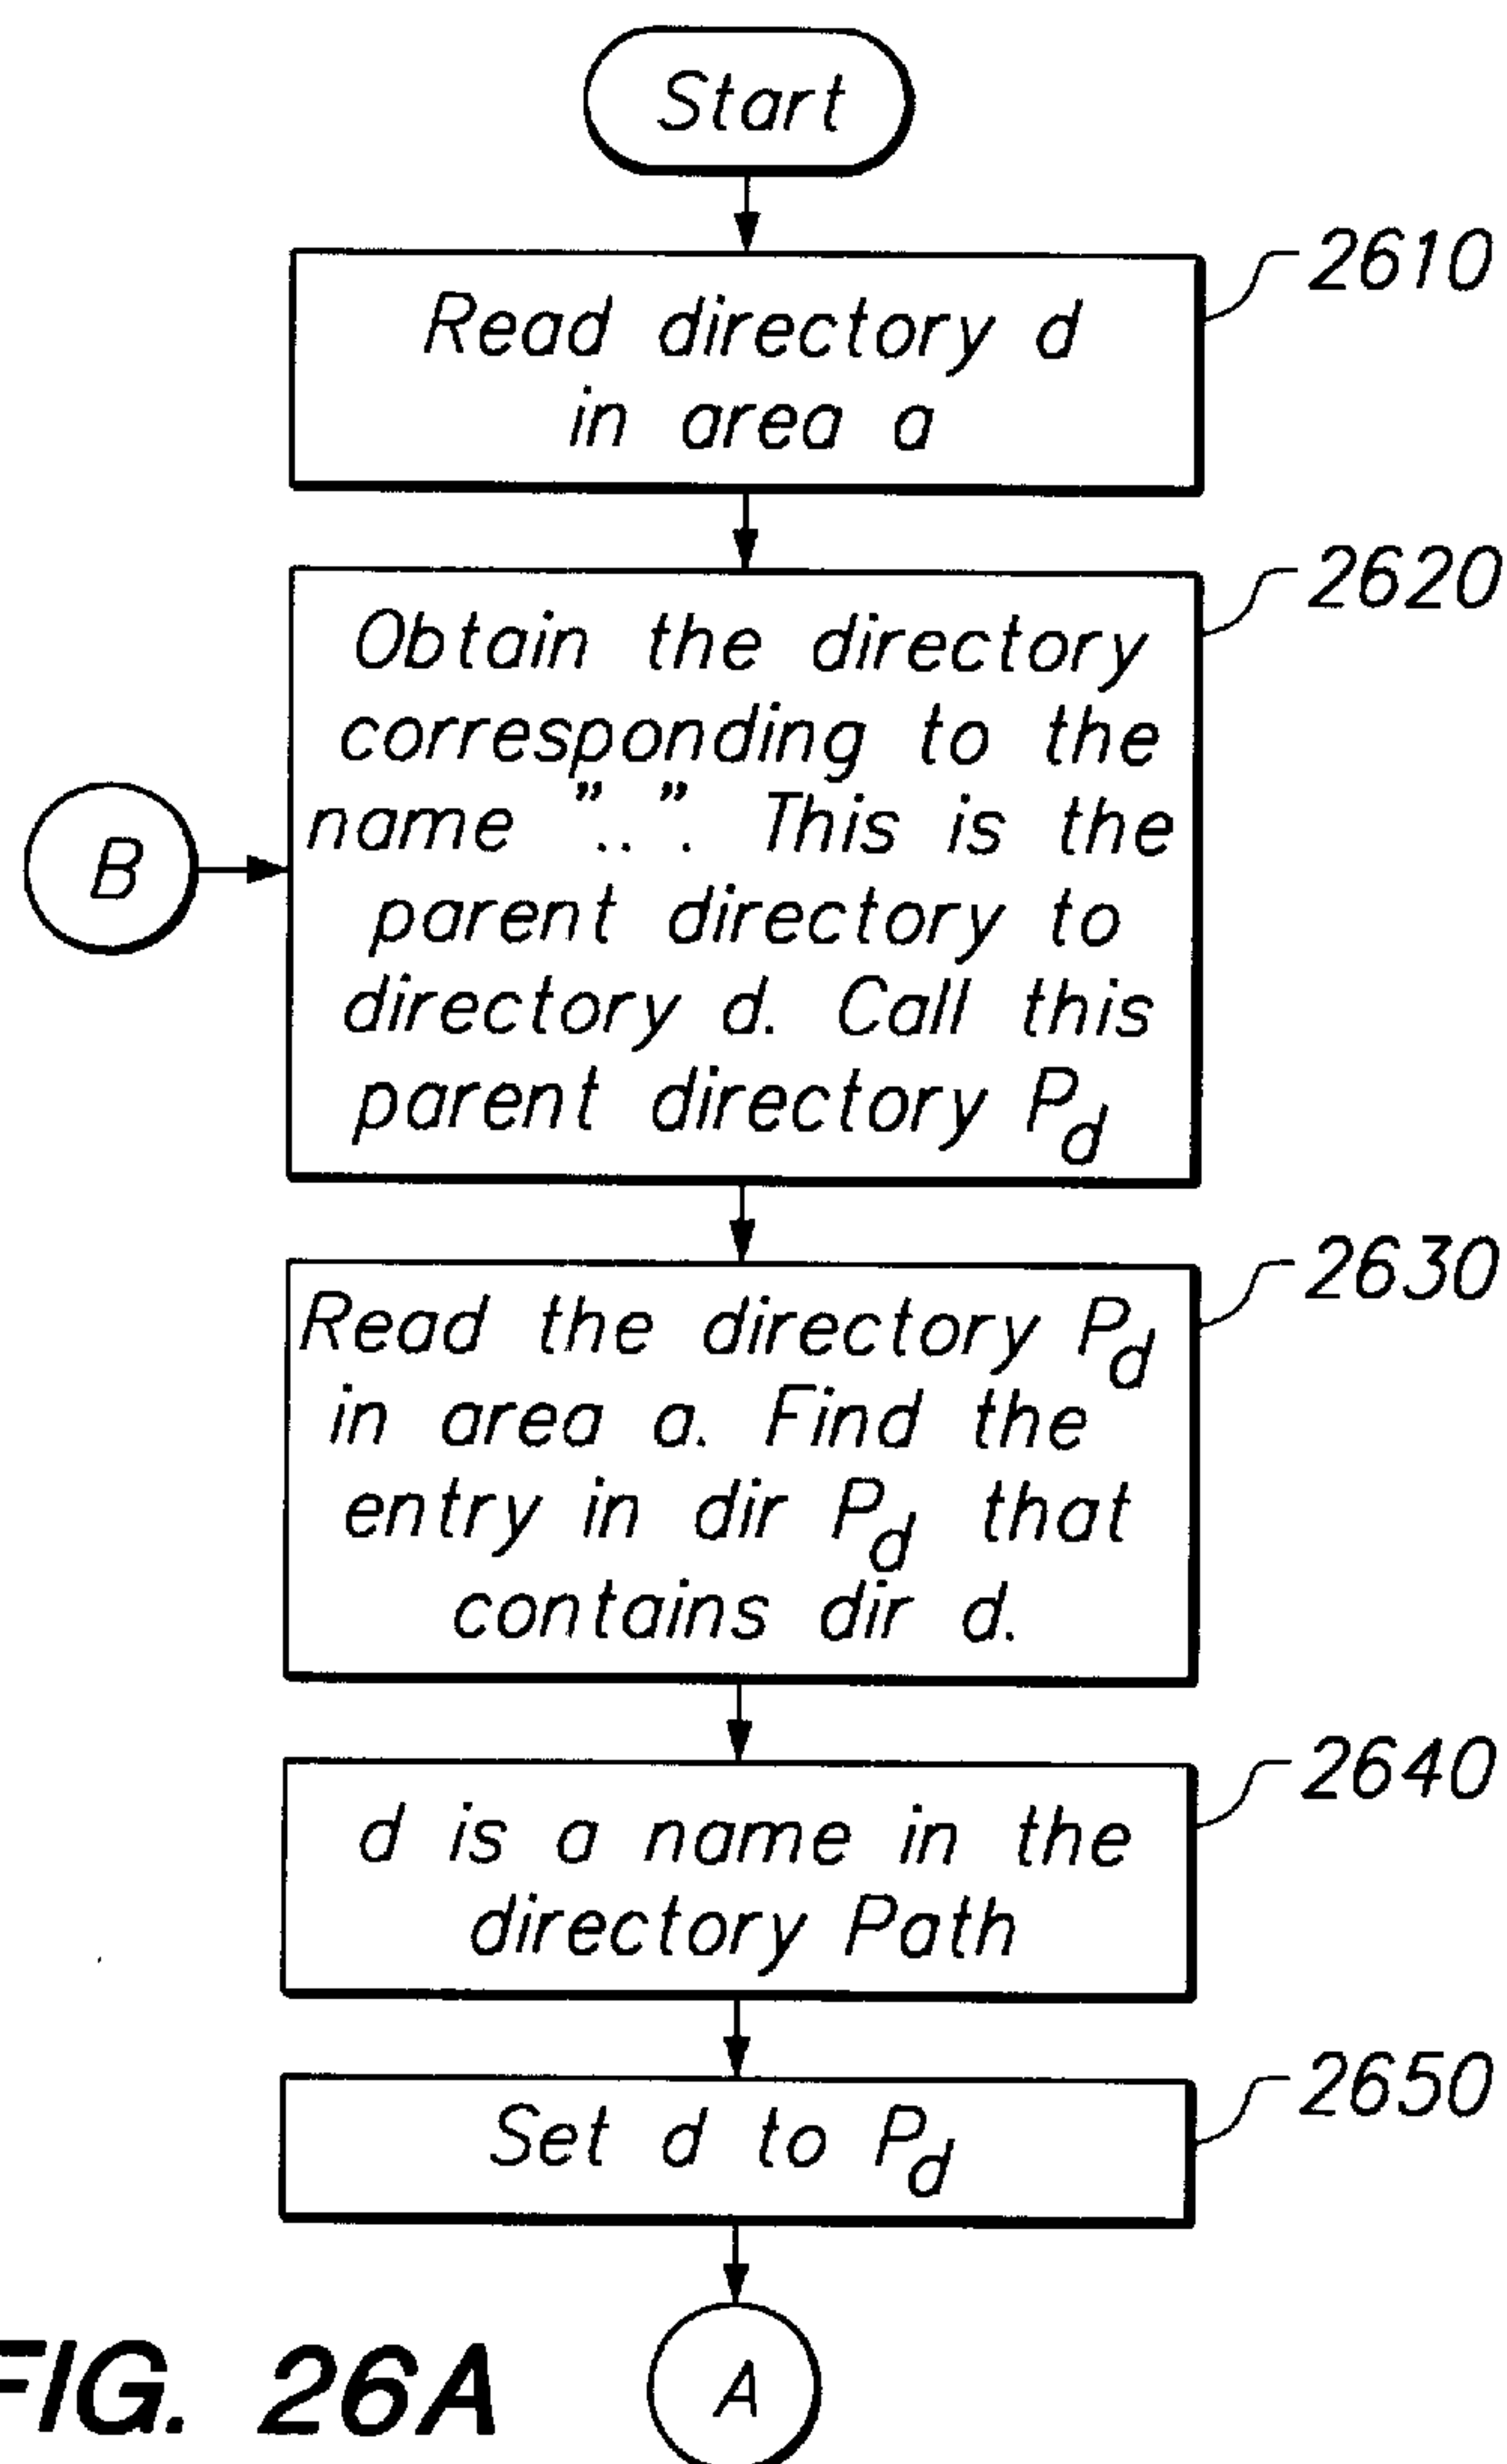 Start
2610
Read directory d
in area a
2620
Obtain the directory
corresponding to the
name "..". This is the
parent directory to
directory d. Call this
parent directory Pd
B
2630
Read the directory Pd
in area a. Find the
entry in dir Pd that
contains dir d.
2640
d is a name in the
directory Path
2650
Set d to Pd
A
FIG. 26A